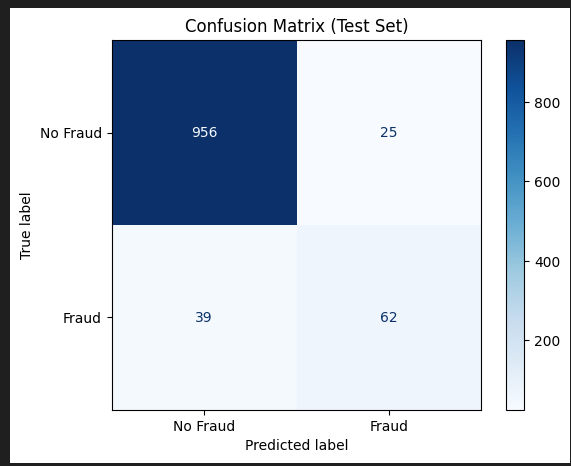 Confusion Matrix (Test Set)
True label
No Fraud
Fraud
956
25
39
62
No Fraud
Fraud
Predicted label
800
600
400
200